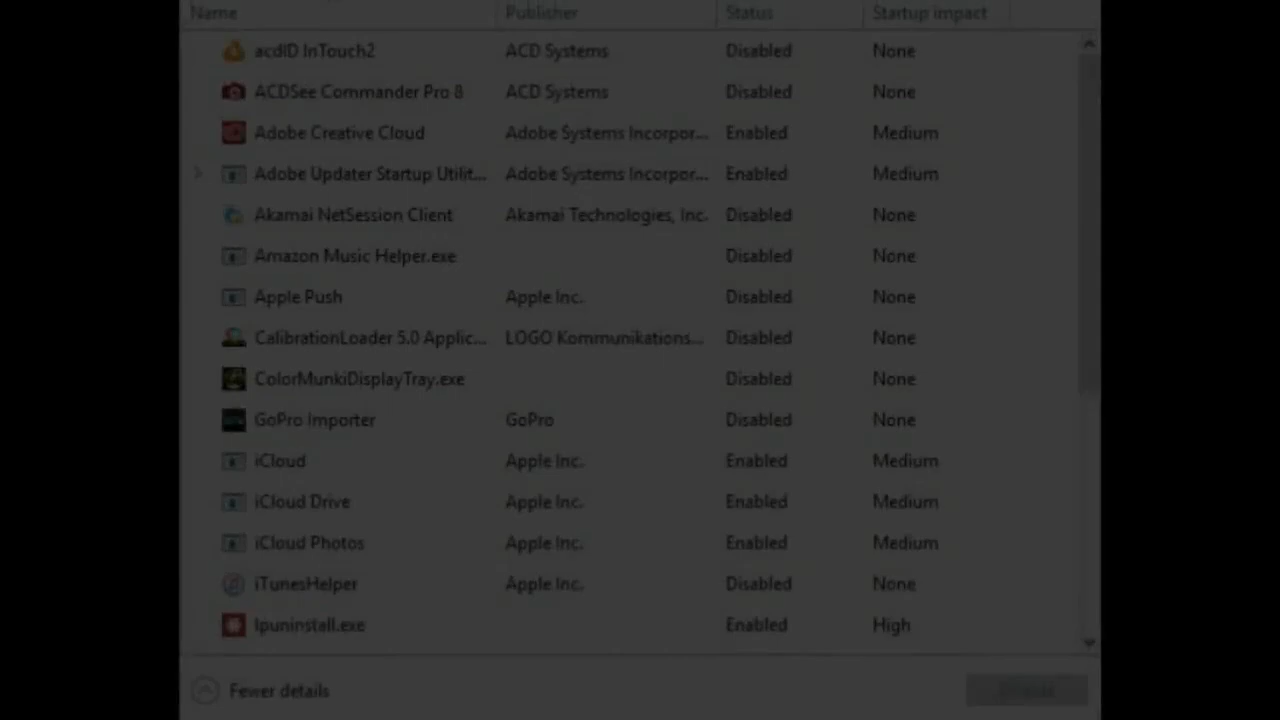 Name Publisher Status Startup impact
acdID InTouch2 ACD Systems Disabled None
ACDSee Commander Pro 8 ACD Systems Disabled None
Adobe Creative Cloud Adobe Systems Incorpor... Enabled Medium
Adobe Updater Startup Utilit... Adobe Systems Incorpor... Enabled Medium
Akamai NetSession Client Akamai Technologies, Inc. Disabled None
Amazon Music Helper.exe Disabled None
Apple Push Apple Inc. Disabled None
CalibrationLoader 5.0 Applic... LOGO Kommunikations... Disabled None
ColorMunkiDisplayTray.exe Disabled None
GoPro Importer GoPro Disabled None
iCloud Apple Inc. Enabled Medium
iCloud Drive Apple Inc. Enabled Medium
iCloud Photos Apple Inc. Enabled Medium
iTunesHelper Apple Inc. Disabled None
lpuninstall.exe Enabled High
Fewer details